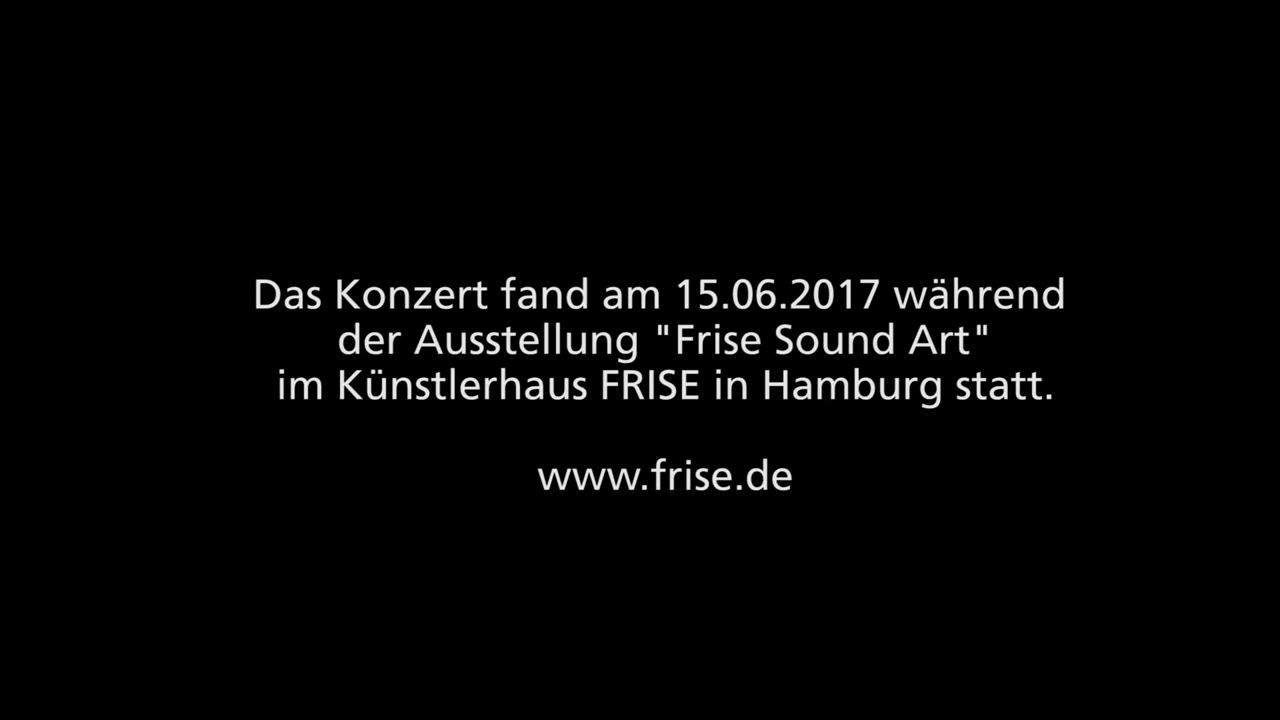 Das Konzert fand am 15.06.2017 während
der Ausstellung "Frise Sound Art"
im Künstlerhaus FRISE in Hamburg statt.
www.frise.de